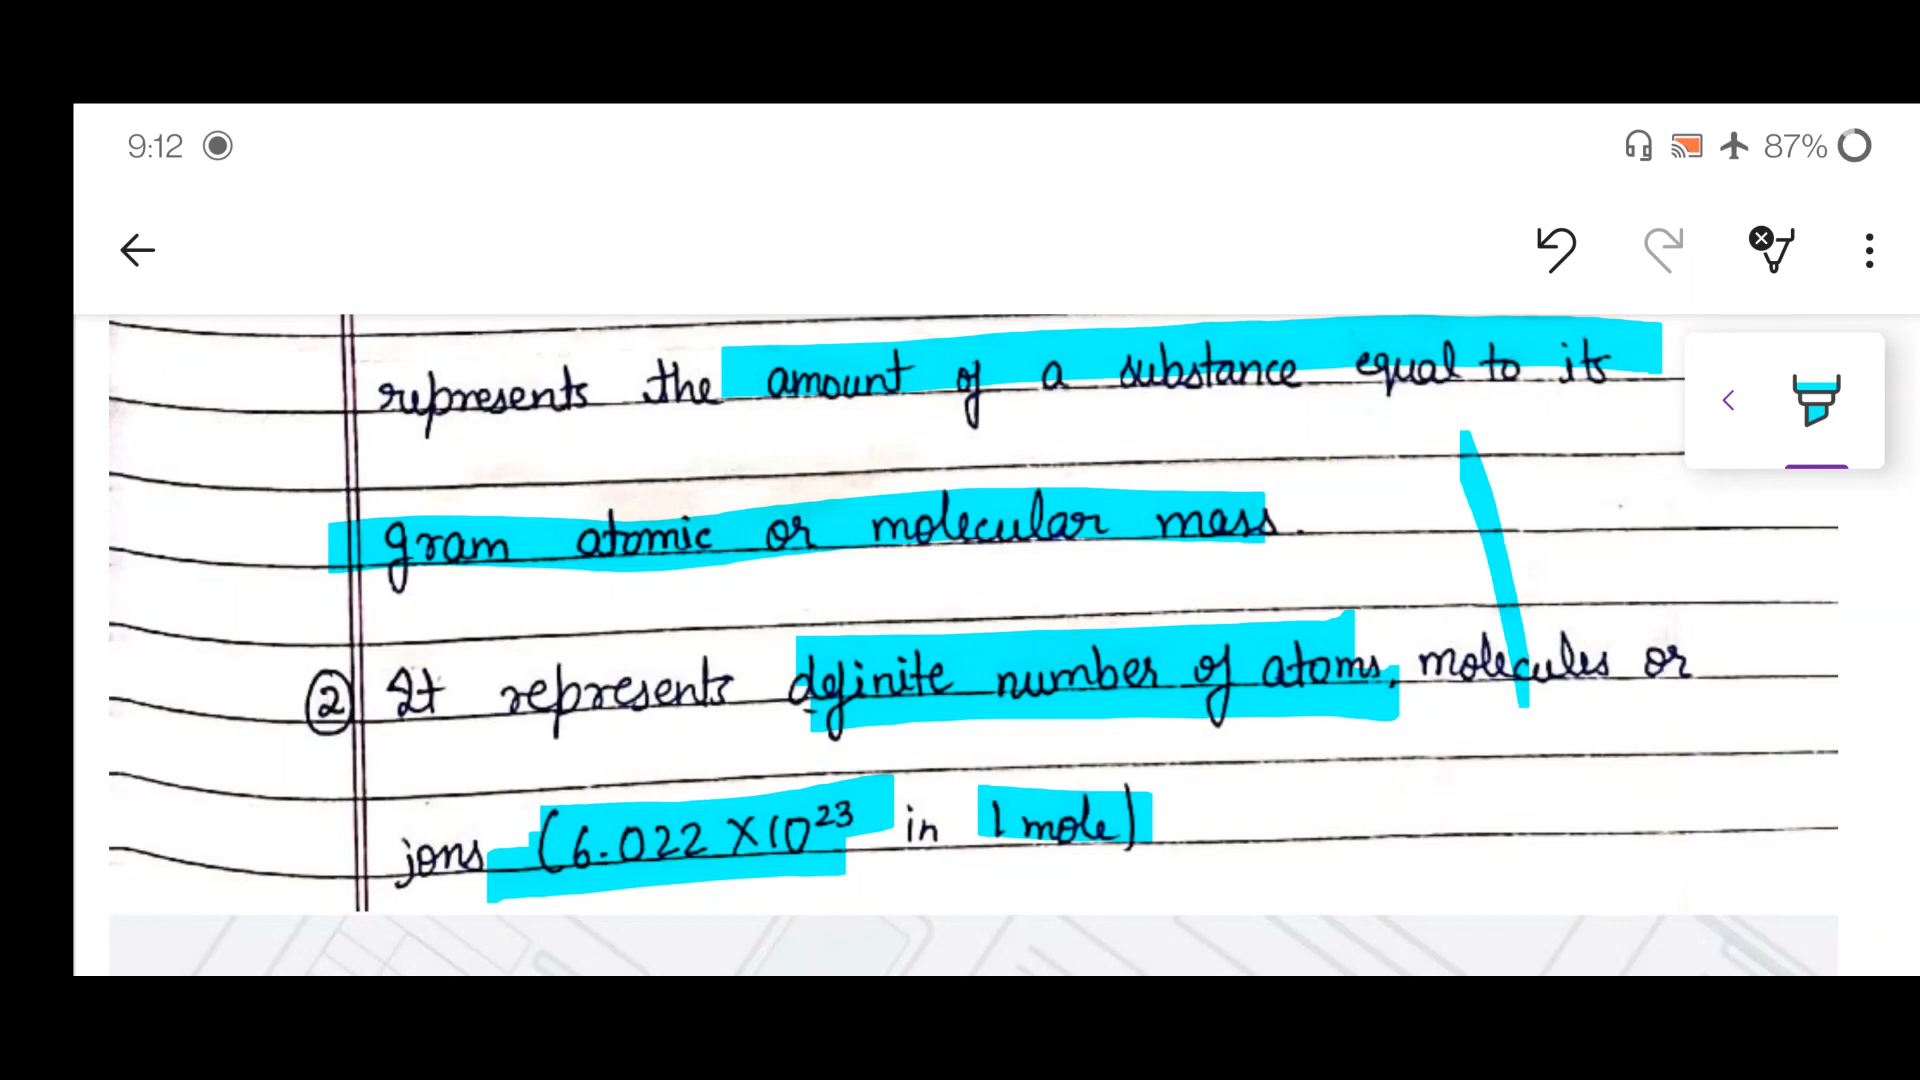 9:12
87%
represents the amount of a substance equal to its
gram atomic or molecular mass.
② It represents definite number of atoms, molecules or
ions (6.022 X 10²³ in 1 mole)